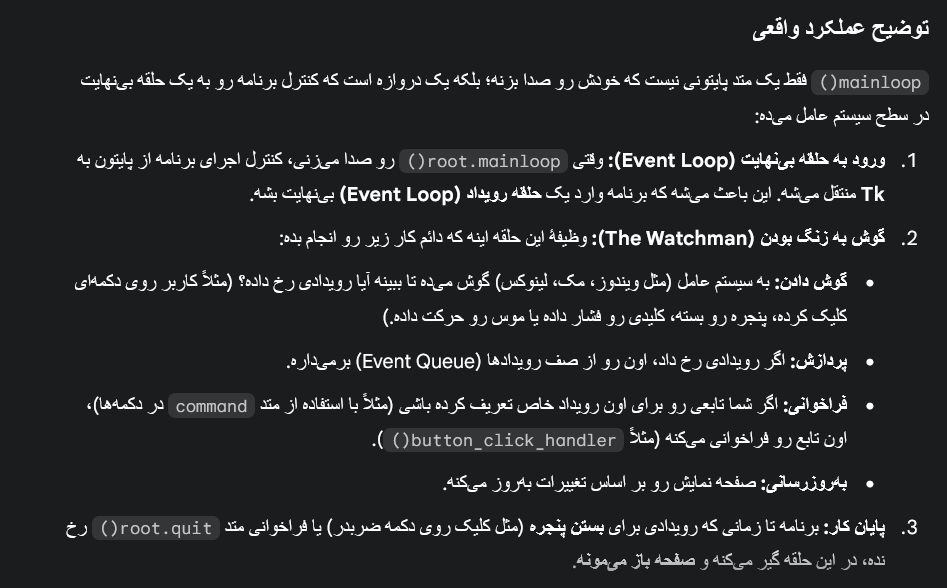 توضیح عملکرد واقعی
mainloop() فقط یک متد پایتونی نیست که خودش رو صدا بزنه؛ بلکه یک دروازه است که کنترل برنامه رو به یک حلقه بی‌نهایت
در سطح سیستم عامل می‌ده:
1. ورود به حلقه بی‌نهایت (Event Loop): وقتی root.mainloop() رو صدا می‌زنی، کنترل اجرای برنامه از پایتون به
Tk منتقل می‌شه. این باعث می‌شه که برنامه وارد یک حلقه رویداد (Event Loop) بی‌نهایت بشه.
2. گوش به زنگ بودن (The Watchman): وظیفهٔ این حلقه اینه که دائم کار زیر رو انجام بده:
• گوش دادن: به سیستم عامل (مثل ویندوز، مک، لینوکس) گوش می‌ده تا ببینه آیا رویدادی رخ داده؟ (مثلاً کاربر روی دکمه‌ای
کلیک کرده، پنجره رو بسته، کلیدی رو فشار داده یا موس رو حرکت داده.)
• پردازش: اگر رویدادی رخ داد، اون رو از صف رویدادها (Event Queue) برمی‌داره.
• فراخوانی: اگر شما تابعی رو برای اون رویداد خاص تعریف کرده باشی (مثلاً با استفاده از متد command در دکمه‌ها)،
اون تابع رو فراخوانی می‌کنه (مثلاً button_click_handler()).
• به‌روزرسانی: صفحه نمایش رو بر اساس تغییرات به‌روز می‌کنه.
3. پایان کار: برنامه تا زمانی که رویدادی برای بستن پنجره (مثل کلیک روی دکمه ضربدر) یا فراخوانی متد root.quit() رخ
نده، در این حلقه گیر می‌کنه و صفحه باز می‌مونه.